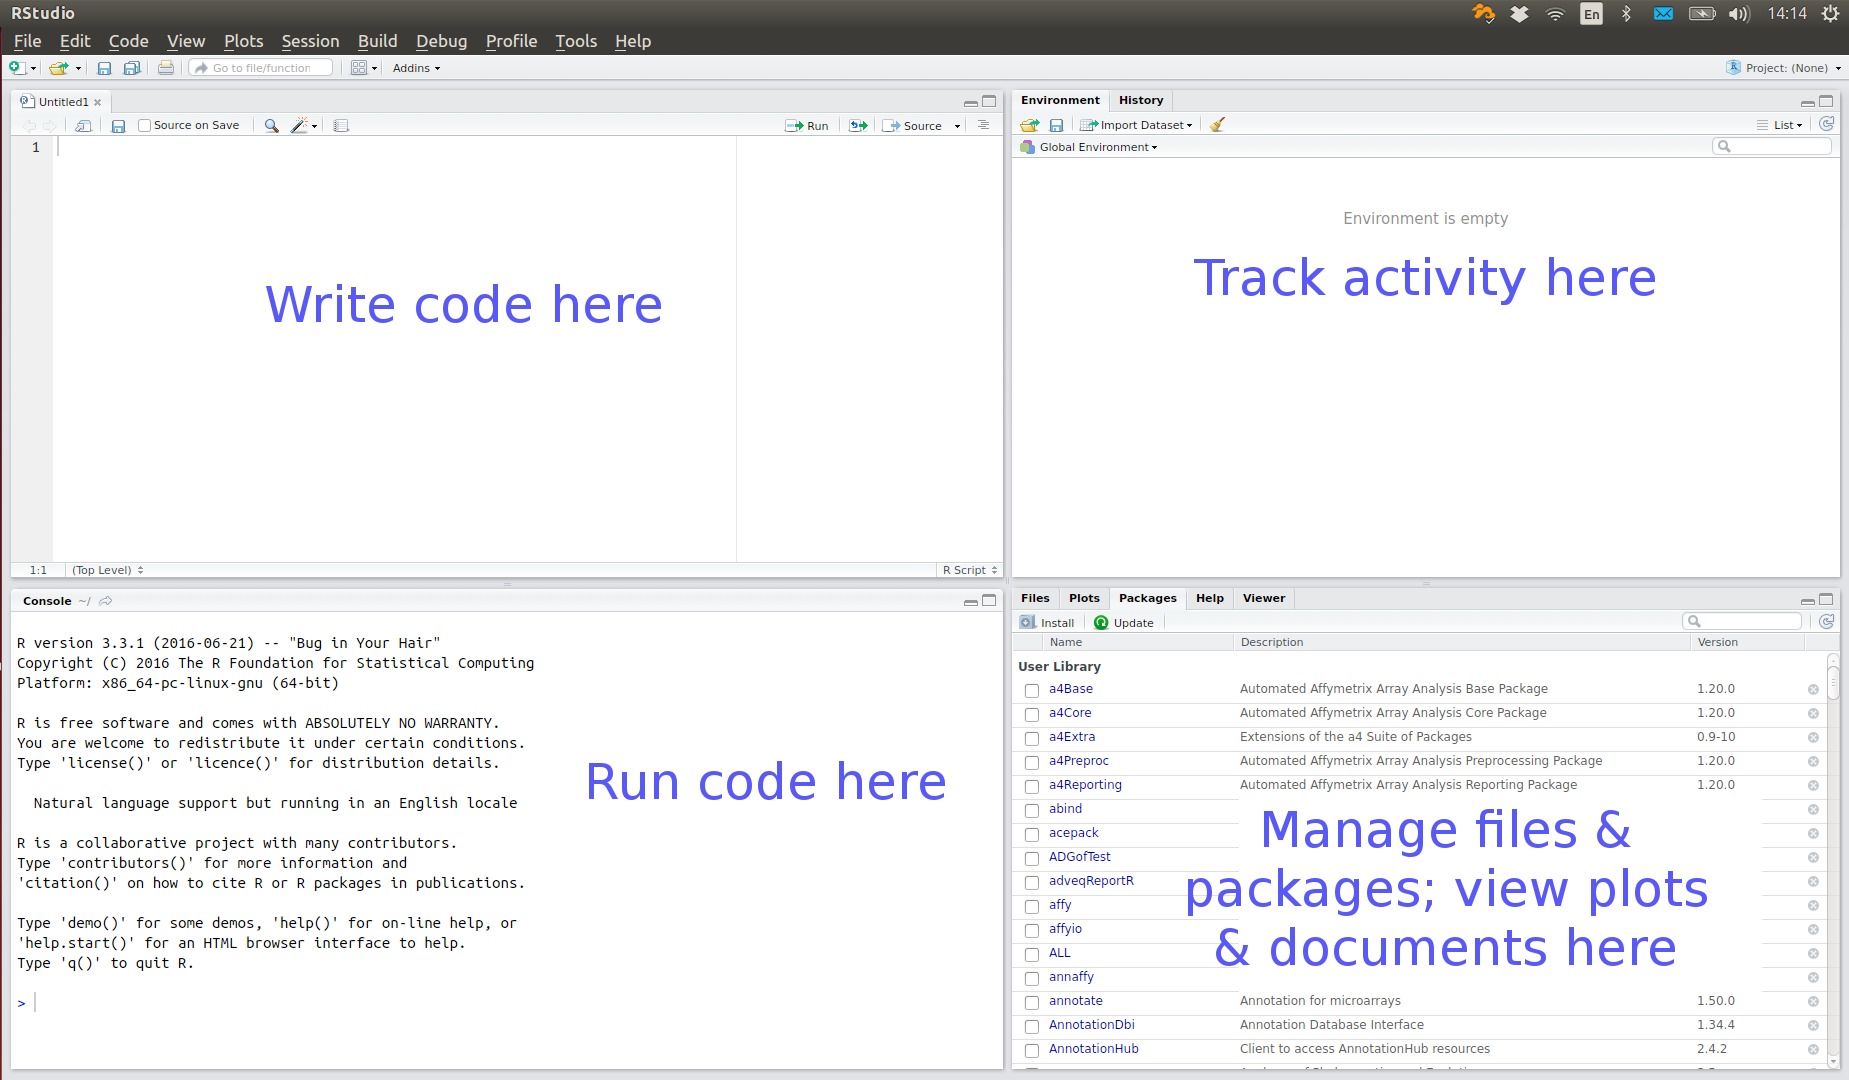 RStudio
En
14:14
File Edit Code View Plots Session Build Debug Profile Tools Help
Go to file/function
Addins
Project: (None)
Untitled1
Source on Save
Run
Source
1
Write code here
1:1
(Top Level)
R Script
Environment
History
Import Dataset
List
Global Environment
Environment is empty
Track activity here
Console ~/
R version 3.3.1 (2016-06-21) -- "Bug in Your Hair"
Copyright (C) 2016 The R Foundation for Statistical Computing
Platform: x86_64-pc-linux-gnu (64-bit)
R is free software and comes with ABSOLUTELY NO WARRANTY.
You are welcome to redistribute it under certain conditions.
Type 'license()' or 'licence()' for distribution details.
Natural language support but running in an English locale
R is a collaborative project with many contributors.
Type 'contributors()' for more information and
'citation()' on how to cite R or R packages in publications.
Type 'demo()' for some demos, 'help()' for on-line help, or
'help.start()' for an HTML browser interface to help.
Type 'q()' to quit R.
>
Run code here
Files Plots Packages Help Viewer
Install
Update
Name Description Version
User Library
a4Base Automated Affymetrix Array Analysis Base Package 1.20.0
a4Core Automated Affymetrix Array Analysis Core Package 1.20.0
a4Extra Extensions of the a4 Suite of Packages 0.9-10
a4Preproc Automated Affymetrix Array Analysis Preprocessing Package 1.20.0
a4Reporting Automated Affymetrix Array Analysis Reporting Package 1.20.0
abind
acepack
ADGofTest
adveqReportR
affy
affyio
ALL
annaffy
annotate Annotation for microarrays 1.50.0
AnnotationDbi Annotation Database Interface 1.34.4
AnnotationHub Client to access AnnotationHub resources 2.4.2
Manage files &
packages; view plots
& documents here